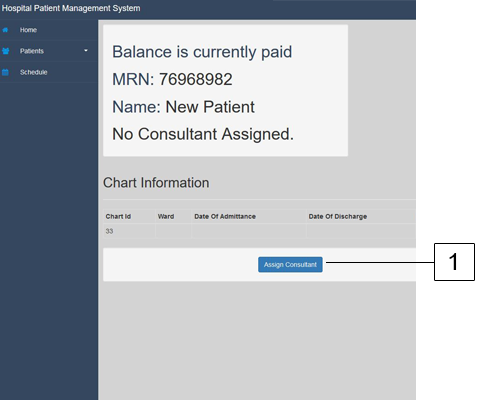 Hospital Patient Management System
Home
Patients
Schedule
Balance is currently paid
MRN: 76968982
Name: New Patient
No Consultant Assigned.
Chart Information
Chart Id Ward Date Of Admittance Date Of Discharge
33
Assign Consultant
1